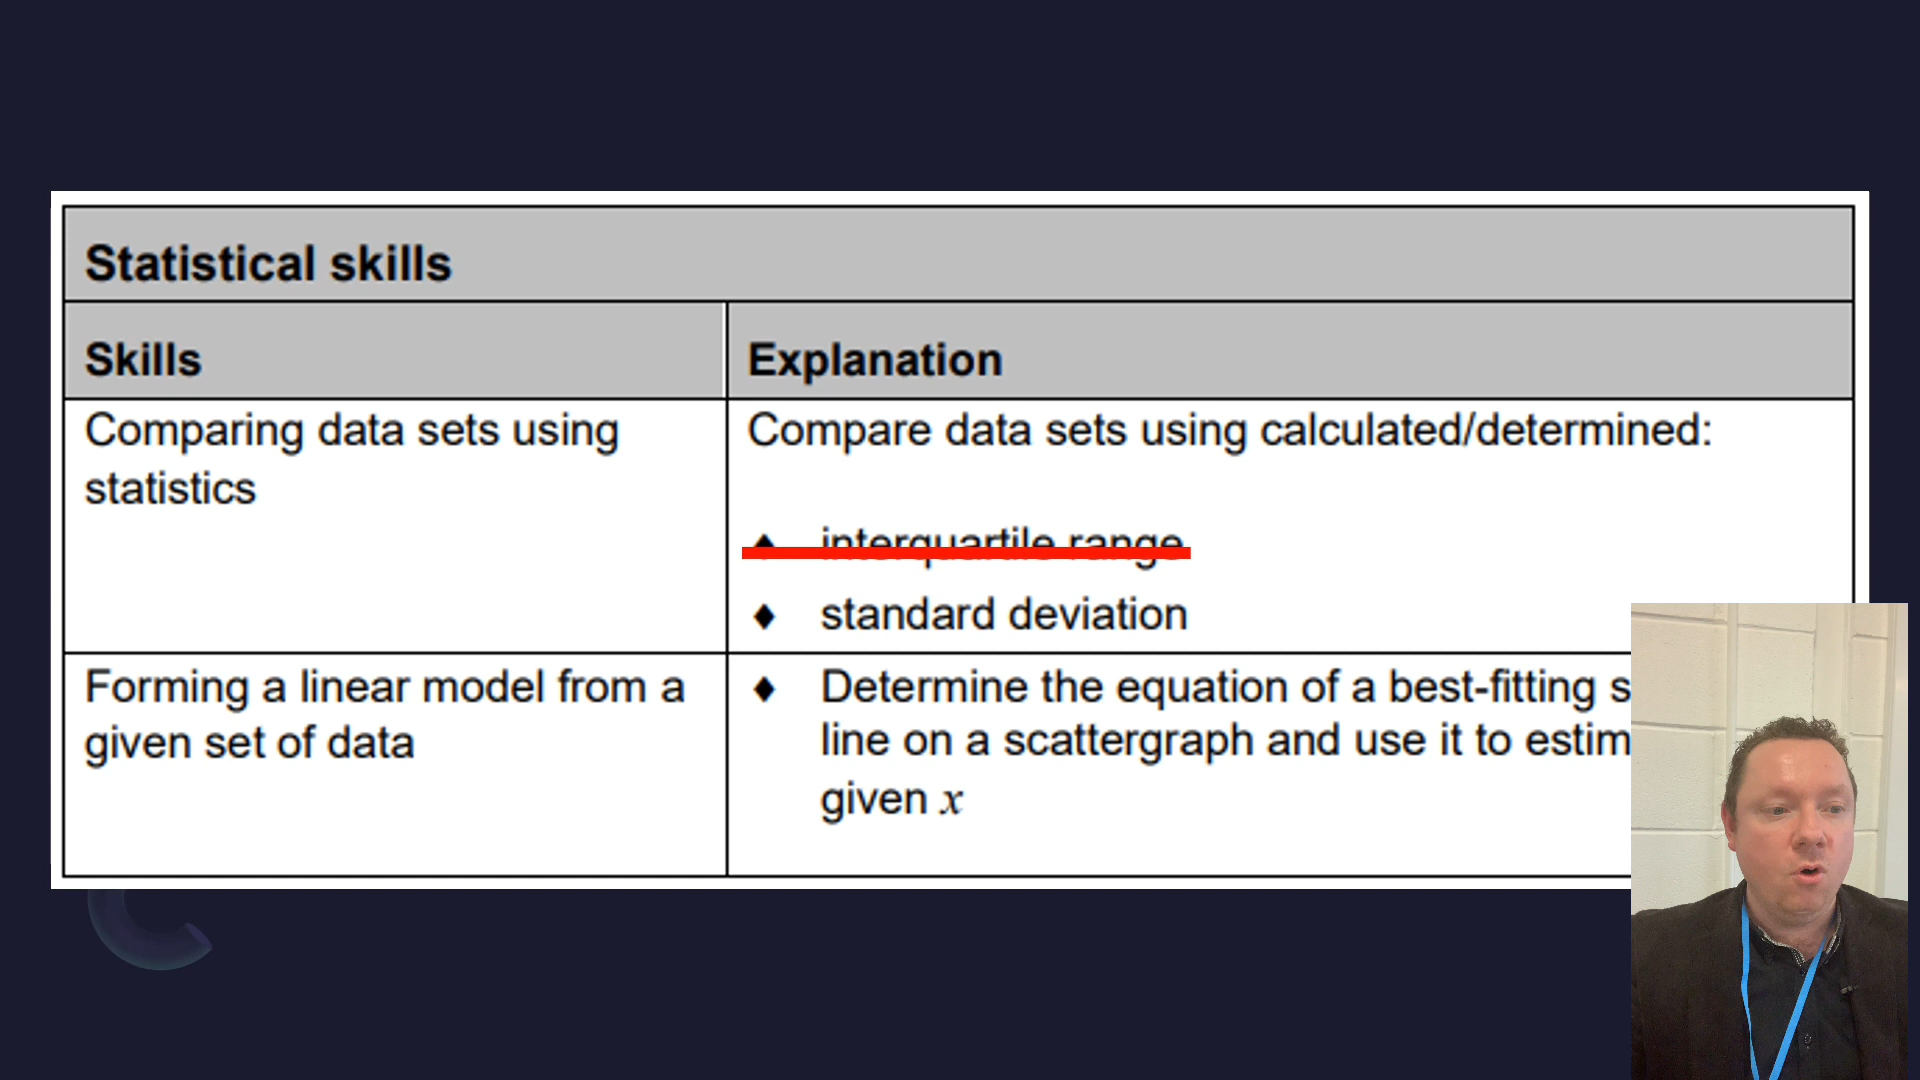 Statistical skills
Skills
Explanation
Comparing data sets using
statistics
Compare data sets using calculated/determined:
♦ interquartile range
♦ standard deviation
Forming a linear model from a
given set of data
♦ Determine the equation of a best-fitting
line on a scattergraph and use it to
given x